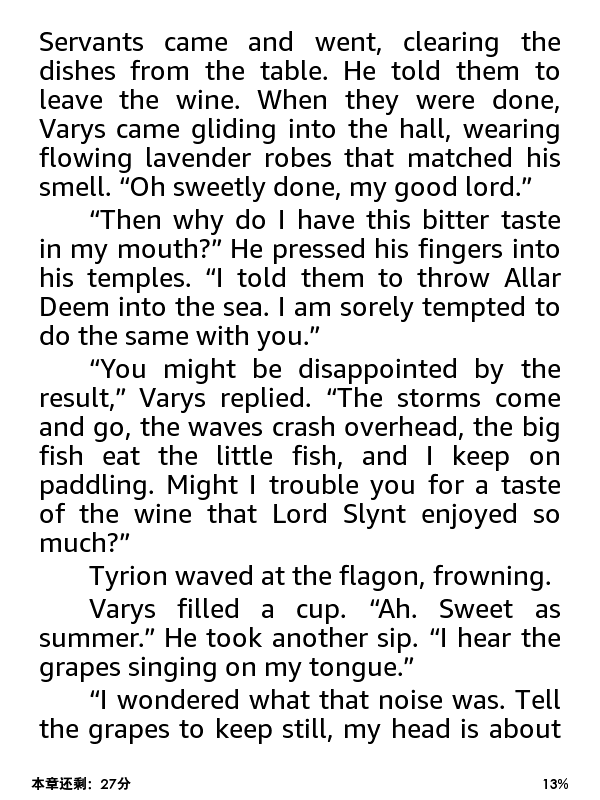 Servants came and went, clearing the
dishes from the table. He told them to
leave the wine. When they were done,
Varys came gliding into the hall, wearing
flowing lavender robes that matched his
smell. “Oh sweetly done, my good lord.”
“Then why do I have this bitter taste
in my mouth?” He pressed his fingers into
his temples. “I told them to throw Allar
Deem into the sea. I am sorely tempted to
do the same with you.”
“You might be disappointed by the
result,” Varys replied. “The storms come
and go, the waves crash overhead, the big
fish eat the little fish, and I keep on
paddling. Might I trouble you for a taste
of the wine that Lord Slynt enjoyed so
much?”
Tyrion waved at the flagon, frowning.
Varys filled a cup. “Ah. Sweet as
summer.” He took another sip. “I hear the
grapes singing on my tongue.”
“I wondered what that noise was. Tell
the grapes to keep still, my head is about
本章还剩：27分
13%